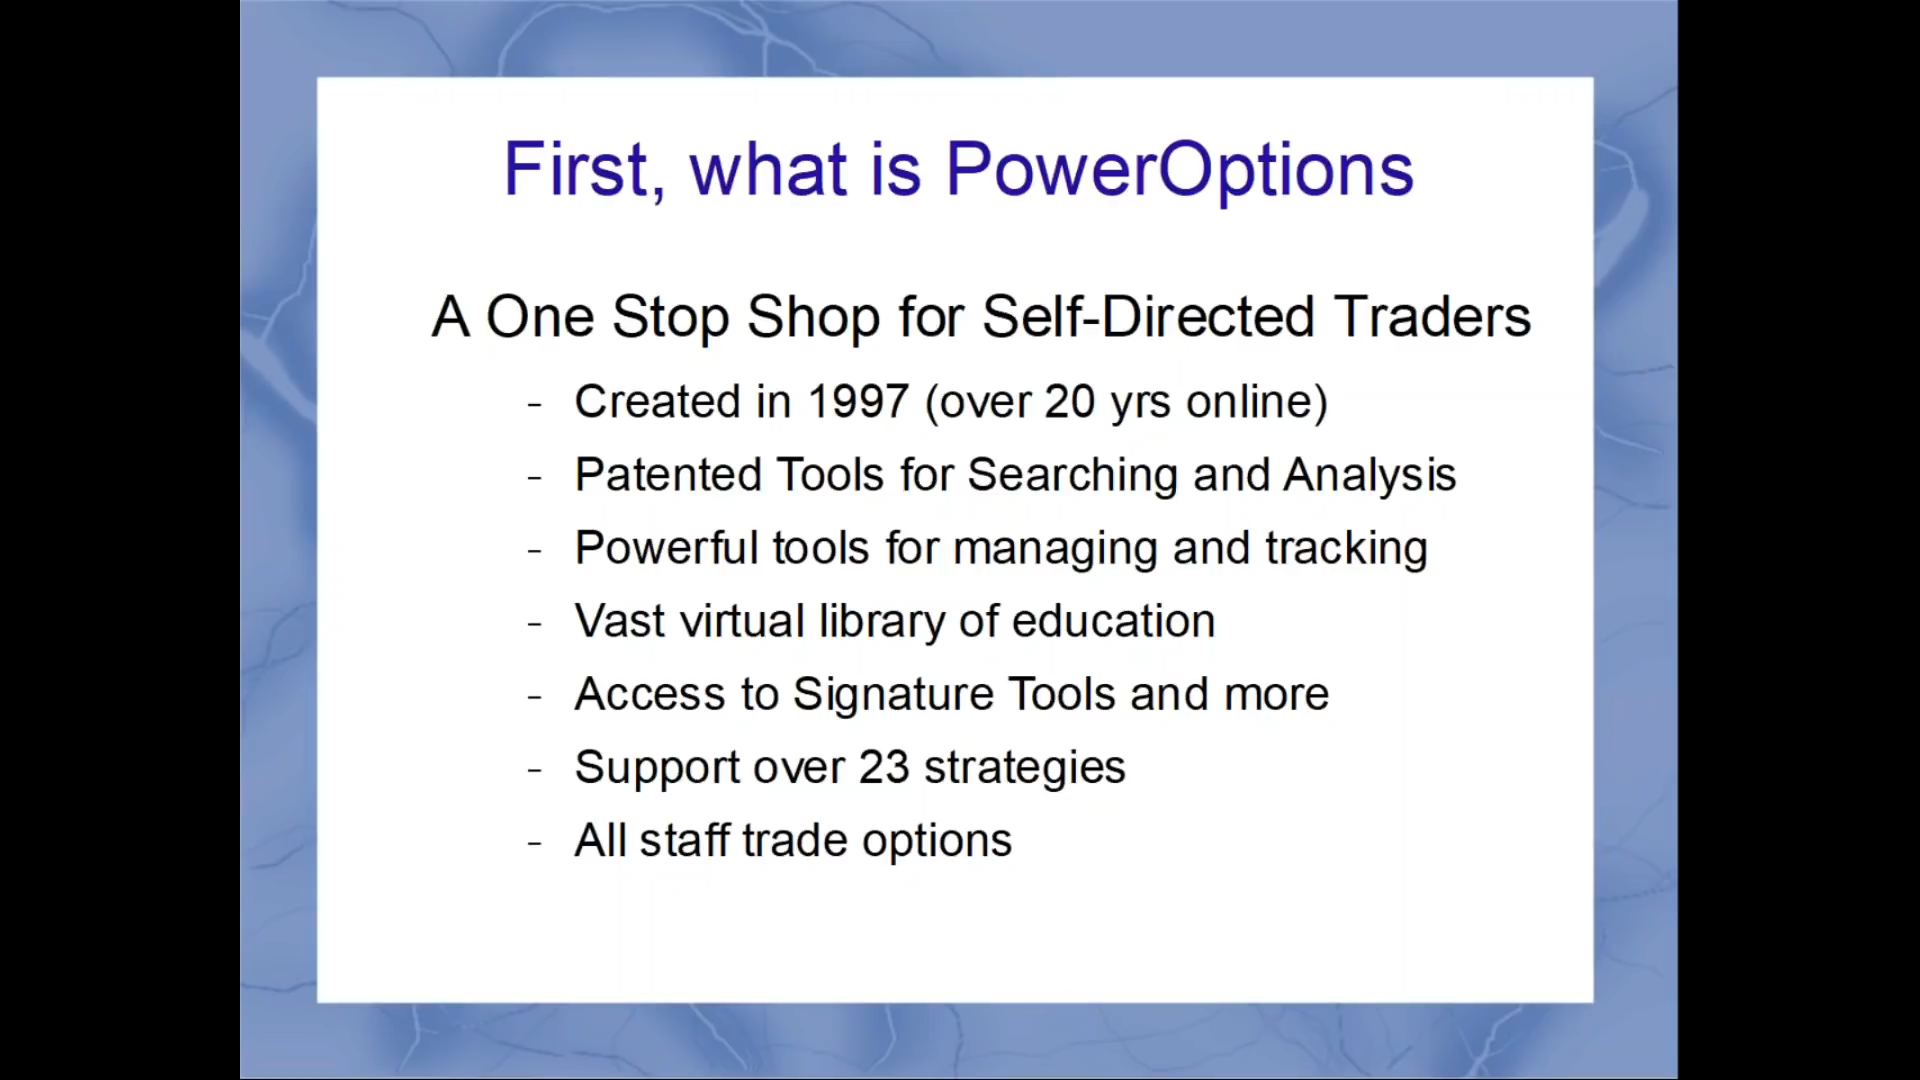 First, what is PowerOptions
A One Stop Shop for Self-Directed Traders
- Created in 1997 (over 20 yrs online)
- Patented Tools for Searching and Analysis
- Powerful tools for managing and tracking
- Vast virtual library of education
- Access to Signature Tools and more
- Support over 23 strategies
- All staff trade options